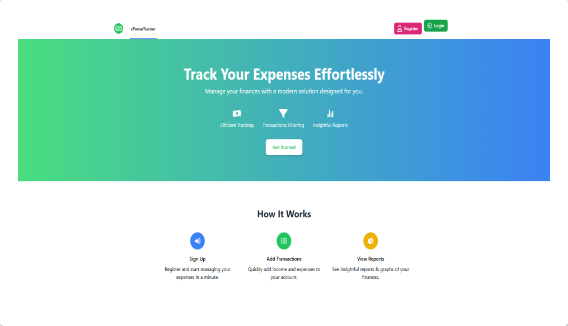 xPenseTracker
Register
Login
Track Your Expenses Effortlessly
Manage your finances with a modern solution designed for you.
Efficient Tracking
Transactions Filtering
Insightful Reports
Get Started
How It Works
Sign Up
Register and start managing your
expenses in a minute.
Add Transactions
Quickly add income and expenses to
your account.
View Reports
See insightful reports & graphs of your
finances.